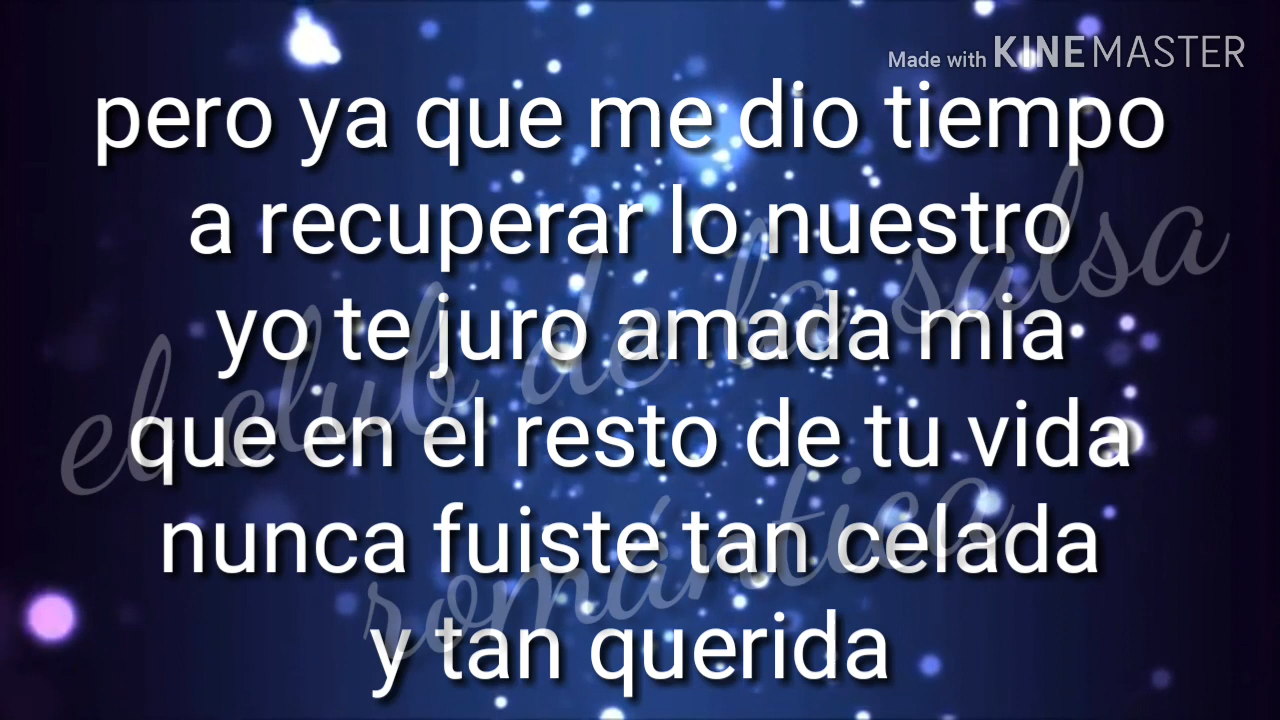 Made with KINEMASTER
pero ya que me dio tiempo
a recuperar lo nuestro
yo te juro amada mia
que en el resto de tu vida
nunca fuiste tan celada
y tan querida
el club de la salsa
romántica